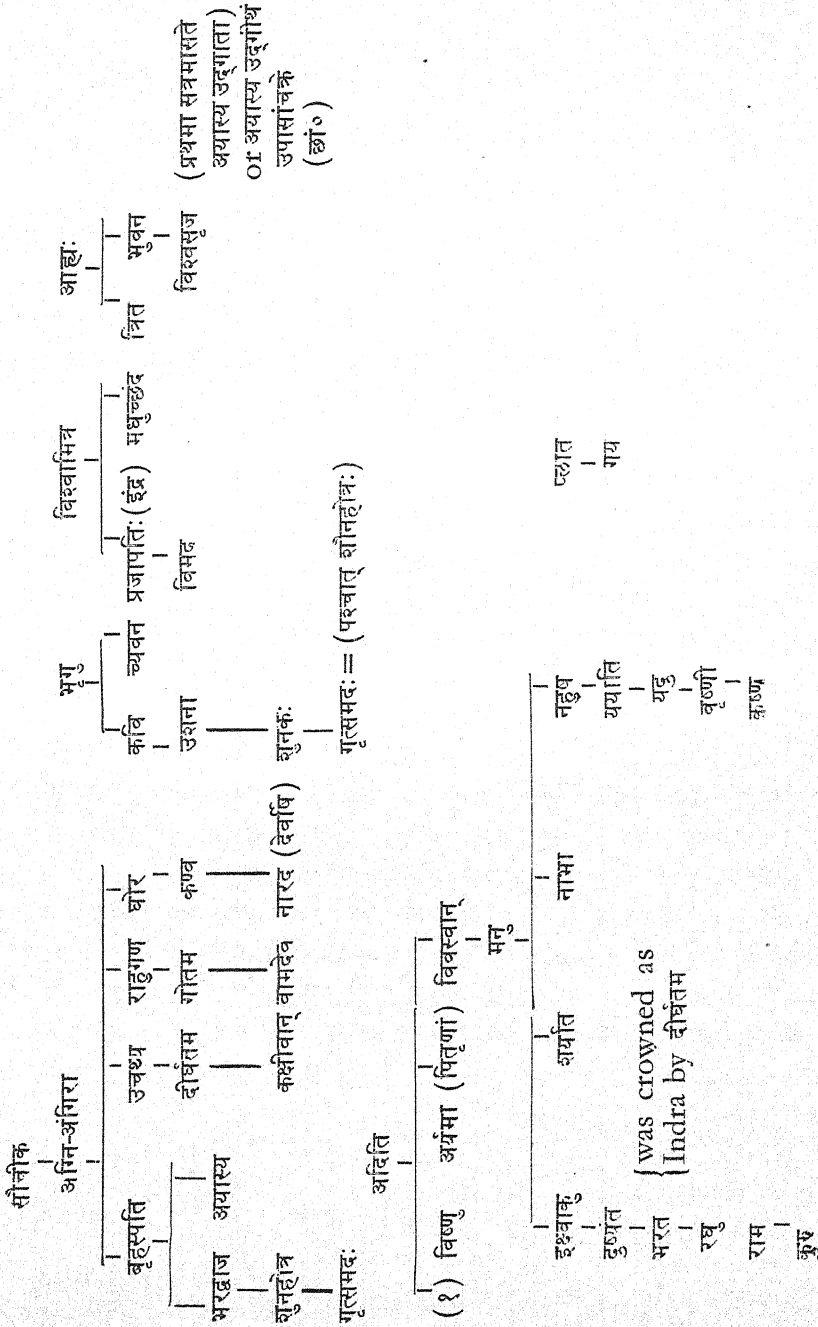 सौचीक
अग्नि-अंगिरा
बृहस्पति उचथ्य राहुगण घोर
भरद्वाज अयास्य दीर्घतम गोतम कण्व
शुनहोत्र कक्षीवान् वामदेव नारद (देवर्षि)
गृत्समदः
भृगु
कवि च्यवन
उशना
शुनकः
गृत्समदः = (पश्चात् शौनहोत्रः)
विश्वामित्र
प्रजापतिः (इंद्र) मधुच्छंद
विमद
त्रित भुवन
विश्वसृज
(प्रथमा सत्रमासते
अयास्य उद्गाता)
or अयास्य उद्गीथं
उपासांचक्रे
(छां०)
अदिति
(१) विष्णु अर्यमा (पितृणां) विवस्वान्
मनु
इक्ष्वाकु शर्यात नाभा नहुष
दुष्यंत ययाति
भरत {was crowned as
Indra by दीर्घतम
यदु
रघु वृष्णी
राम कृष्ण
कुरु
प्लात
गय